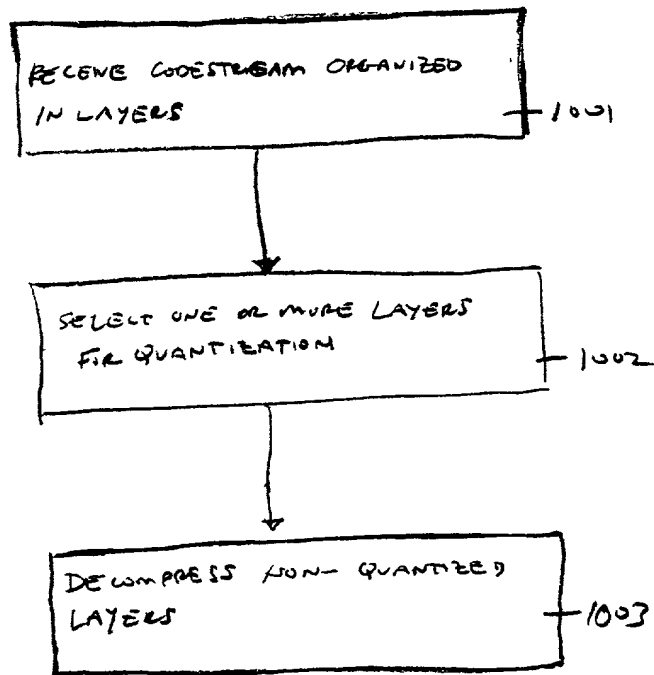 RECEIVE CODESTREAM ORGANIZED
IN LAYERS
1001
SELECT ONE OR MORE LAYERS
FOR QUANTIZATION
1002
DECOMPRESS NON- QUANTIZED
LAYERS
1003